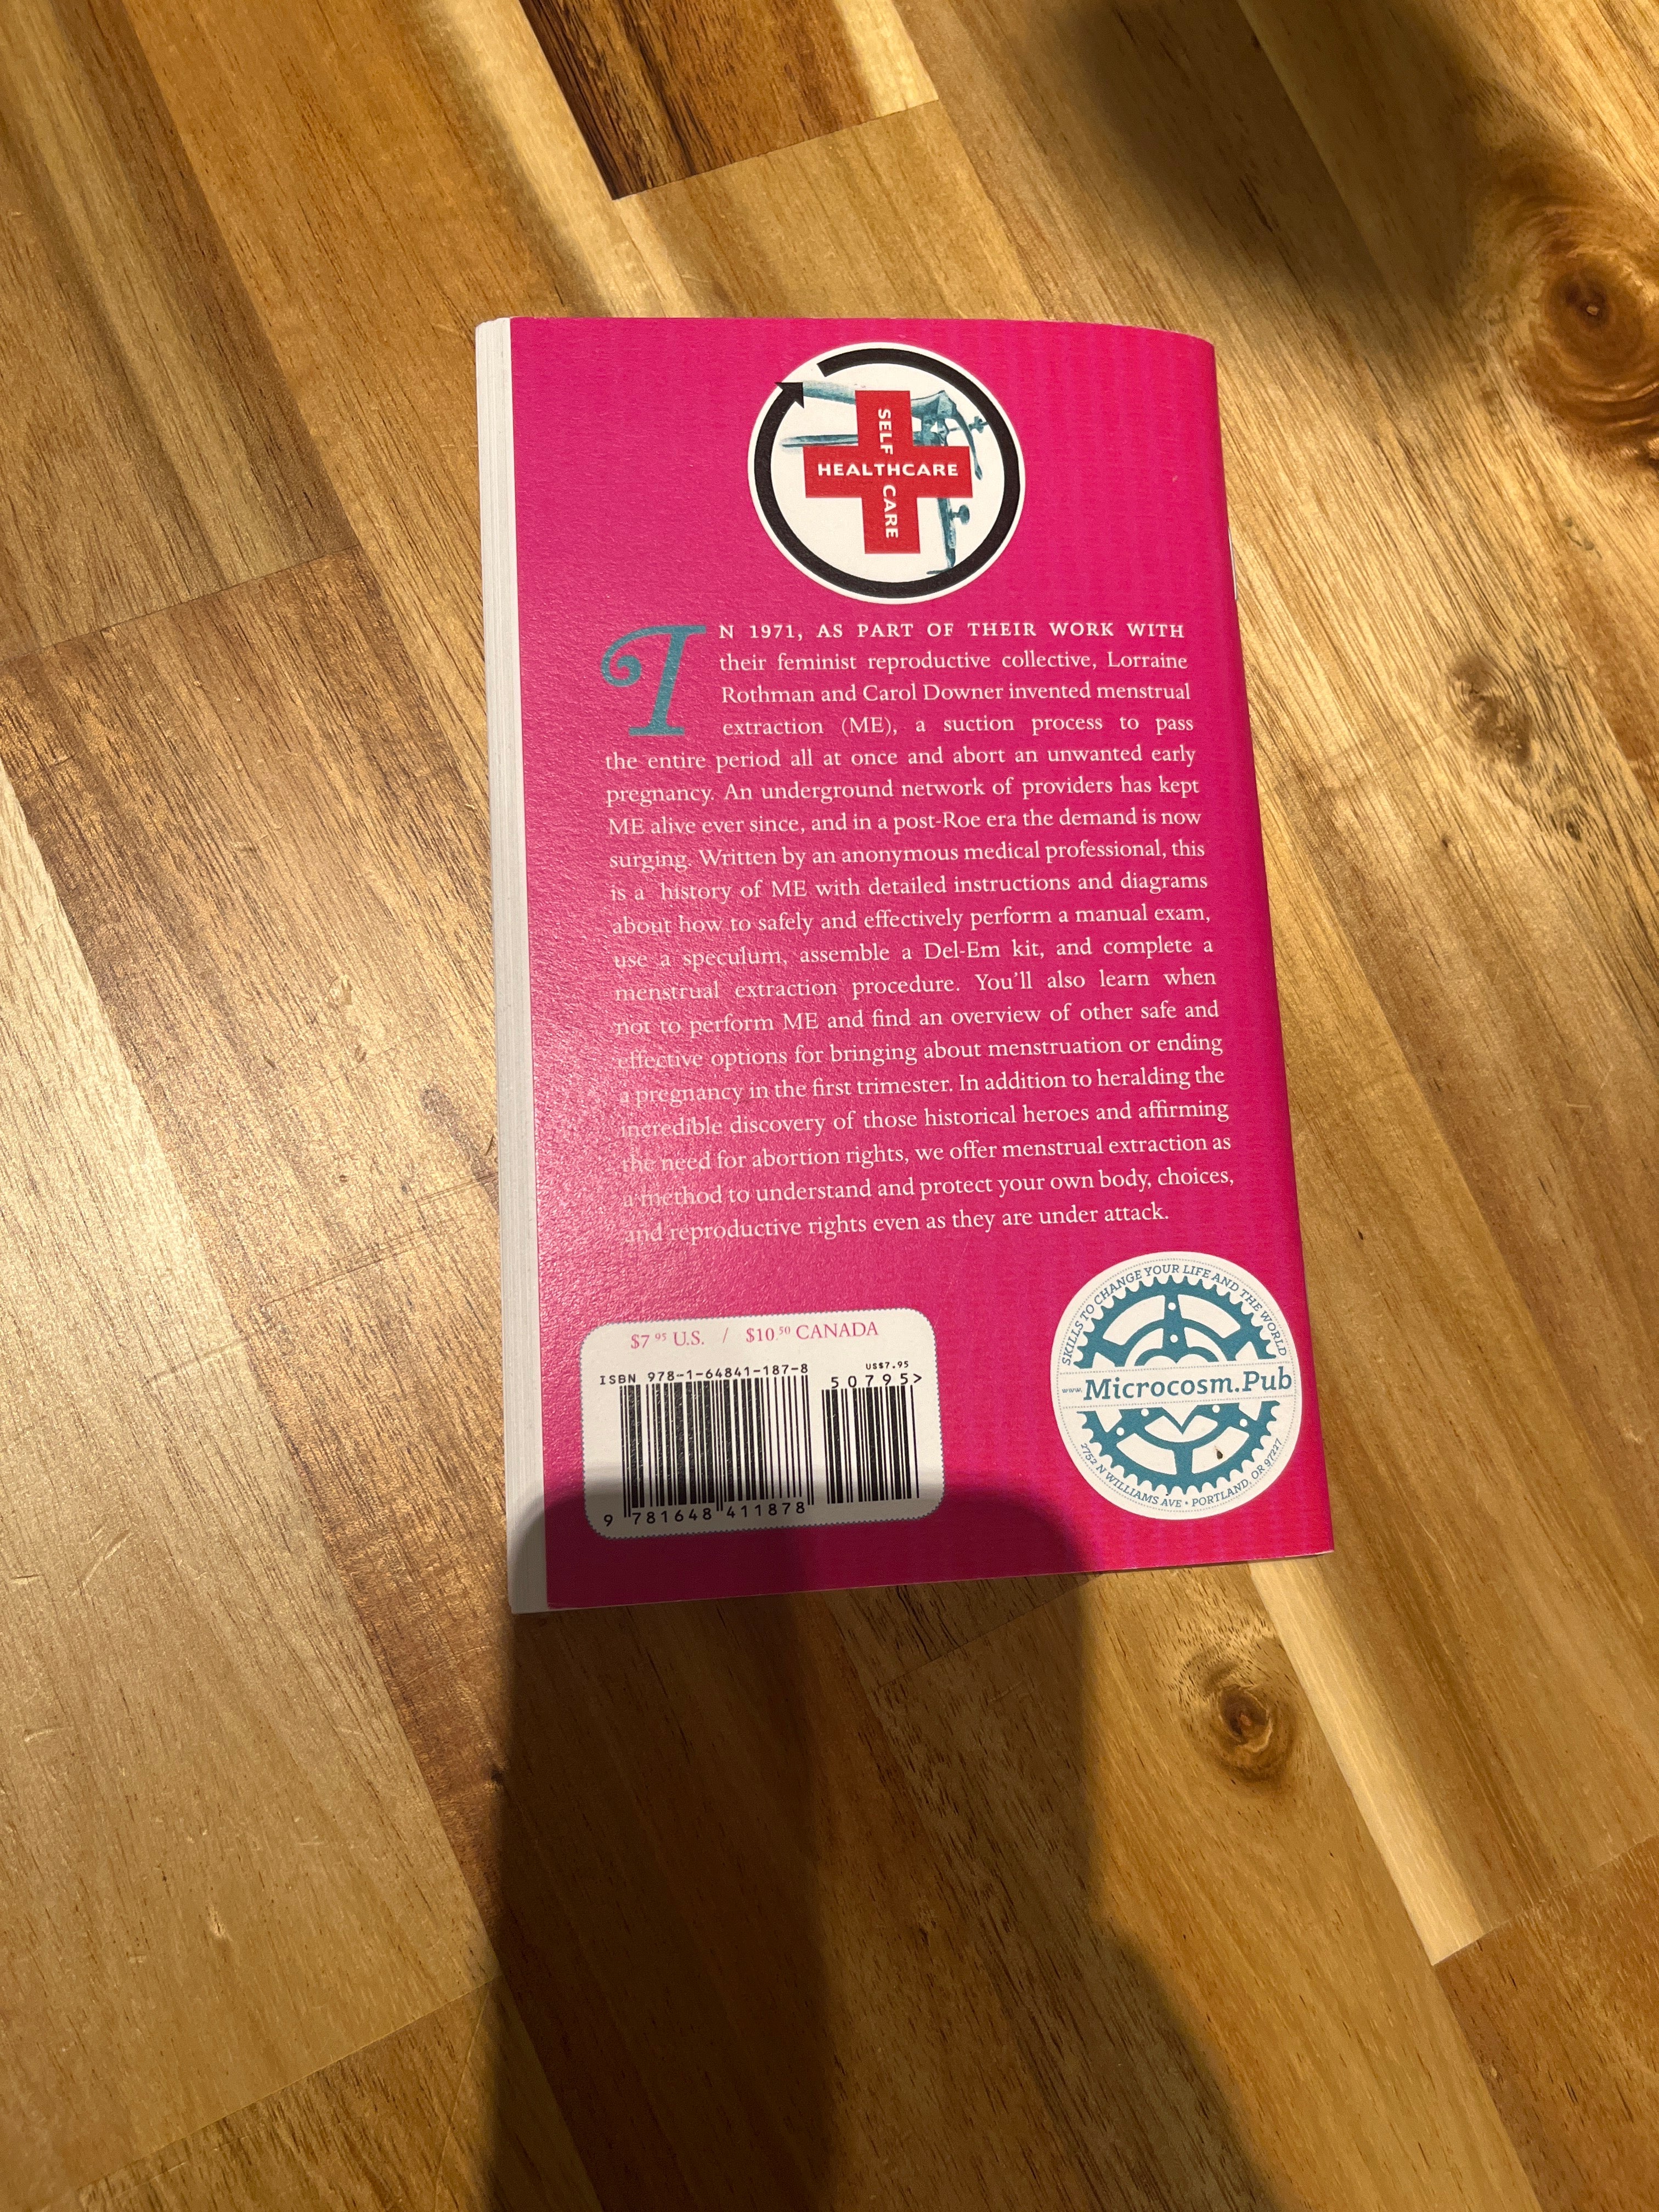 SELF
HEALTHCARE
CARE
IN 1971, AS PART OF THEIR WORK WITH
their feminist reproductive collective, Lorraine
Rothman and Carol Downer invented menstrual
extraction (ME), a suction process to pass
the entire period all at once and abort an unwanted early
pregnancy. An underground network of providers has kept
ME alive ever since, and in a post-Roe era the demand is now
surging. Written by an anonymous medical professional, this
is a history of ME with detailed instructions and diagrams
about how to safely and effectively perform a manual exam,
use a speculum, assemble a Del-Em kit, and complete a
menstrual extraction procedure. You'll also learn when
not to perform ME and find an overview of other safe and
effective options for bringing about menstruation or ending
a pregnancy in the first trimester. In addition to heralding the
incredible discovery of those historical heroes and affirming
the need for abortion rights, we offer menstrual extraction as
a method to understand and protect your own body, choices,
and reproductive rights even as they are under attack.
$7.95 U.S. / $10.50 CANADA
ISBN 978-1-64841-187-8
US$7.95
50795>
9 781648 411878
SKILLS TO CHANGE YOUR LIFE AND THE WORLD
www.Microcosm.Pub
2752 N WILLIAMS AVE • PORTLAND, OR 97227